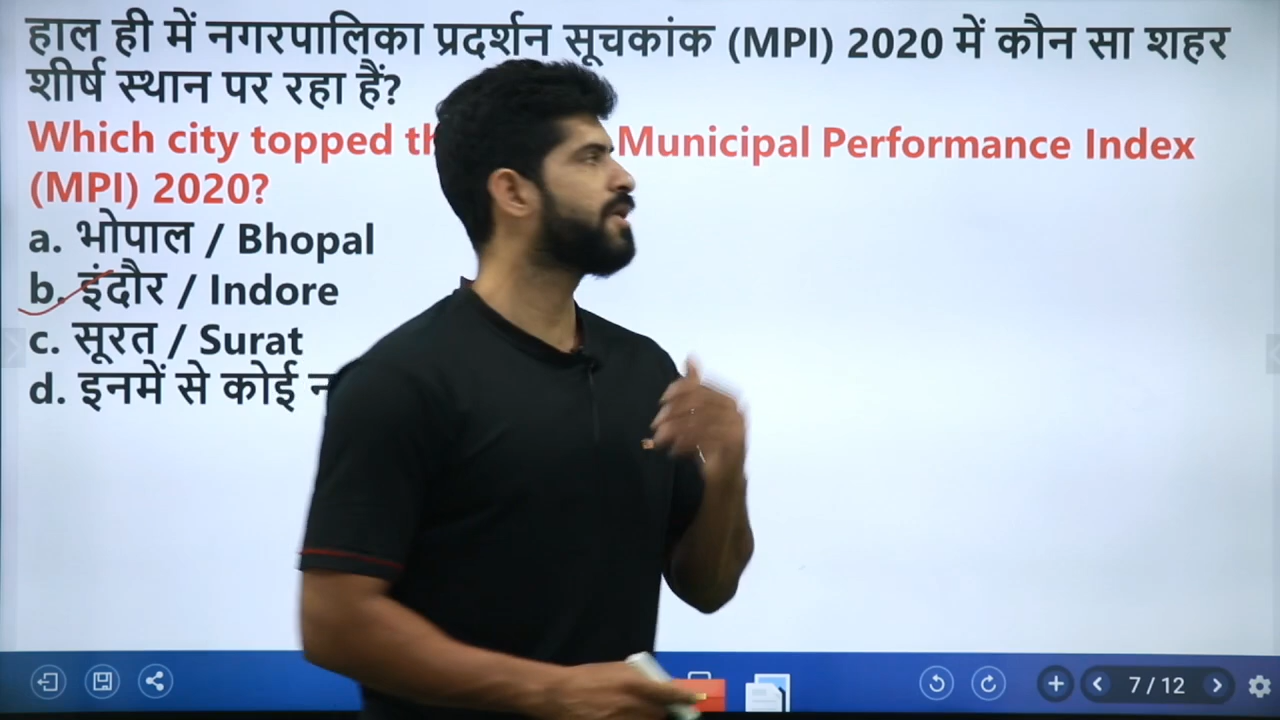 हाल ही में नगरपालिका प्रदर्शन सूचकांक (MPI) 2020 में कौन सा शहर
शीर्ष स्थान पर रहा हैं?
Which city topped Municipal Performance Index
(MPI) 2020?
a. भोपाल / Bhopal
b. इंदौर / Indore
c. सूरत / Surat
d. इनमें से कोई
7 / 12